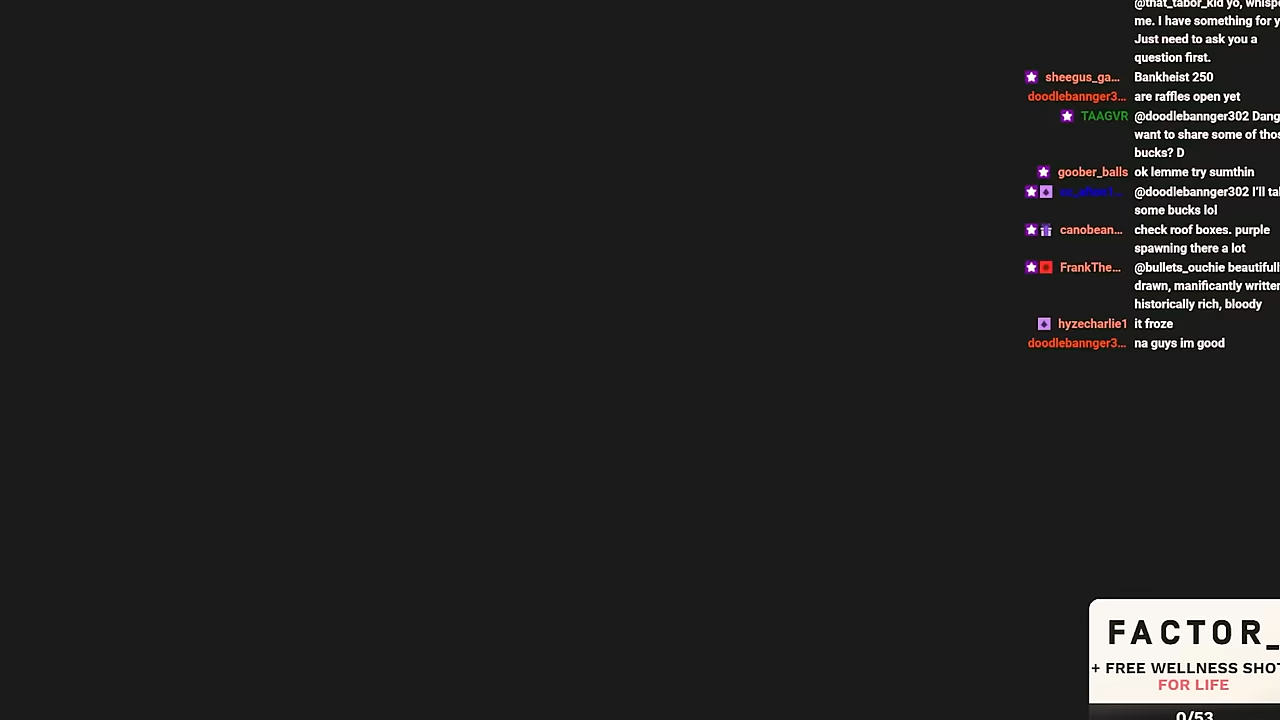 @that_tabor_kid yo, whisp
me. I have something for y
Just need to ask you a
question first.
sheegus_ga... Bankheist 250
doodlebannger3... are raffles open yet
TAAGVR @doodlebannger302 Dang
want to share some of thos
bucks? D
goober_balls ok lemme try sumthin
@doodlebannger302 I'll tal
some bucks lol
canobean... check roof boxes. purple
spawning there a lot
FrankThe... @bullets_ouchie beautifull
drawn, manificantly written
historically rich, bloody
hyzecharlie1 it froze
doodlebannger3... na guys im good
FACTOR_
+ FREE WELLNESS SHOT
FOR LIFE
0/53